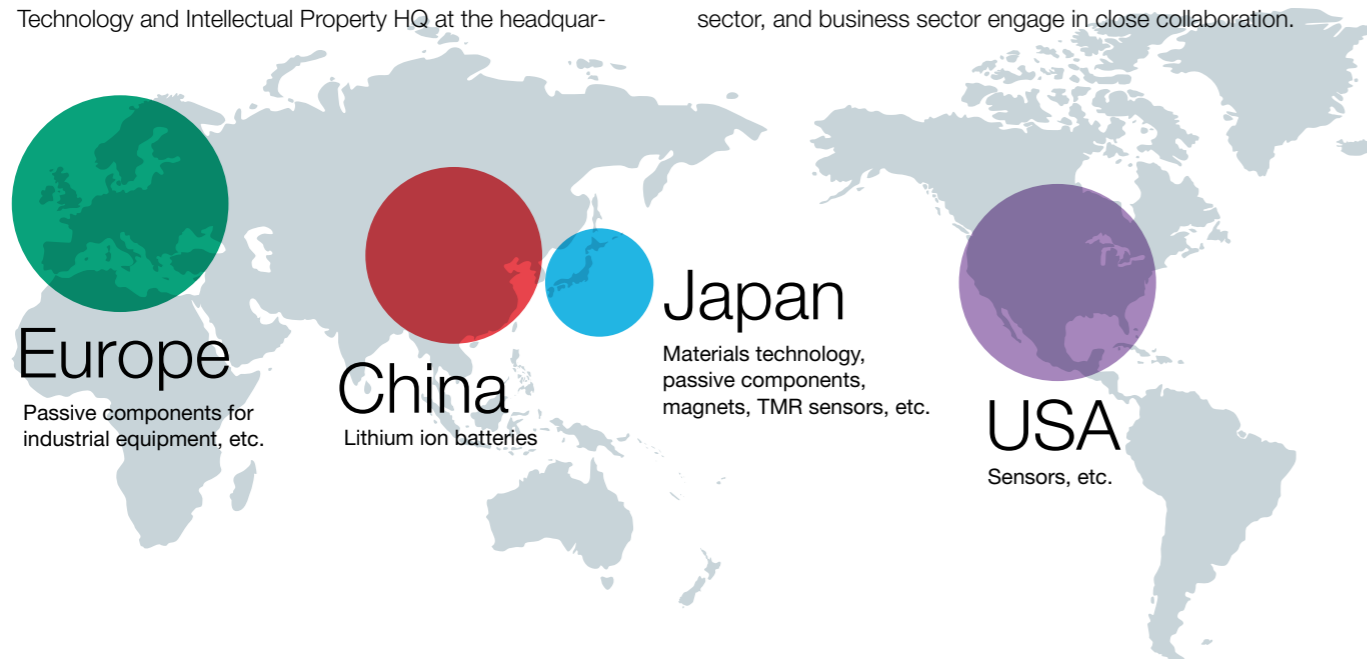 Technology and Intellectual Property HQ at the headquar-
sector, and business sector engage in close collaboration.
Europe
Passive components for
industrial equipment, etc.
China
Lithium ion batteries
Japan
Materials technology,
passive components,
magnets, TMR sensors, etc.
USA
Sensors, etc.